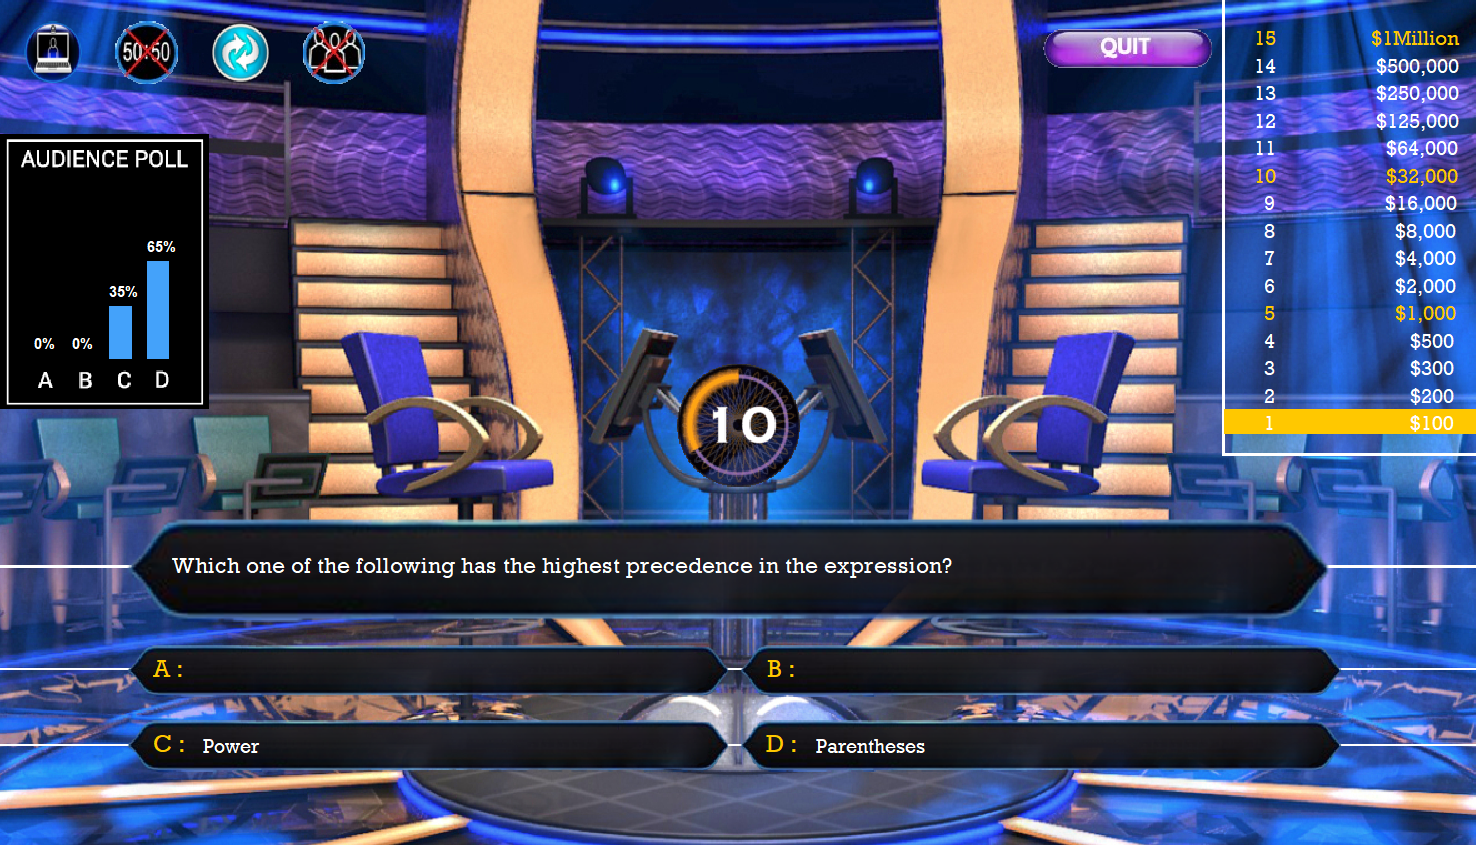 50:50
QUIT
15 $1Million
14 $500,000
13 $250,000
12 $125,000
11 $64,000
10 $32,000
9 $16,000
8 $8,000
7 $4,000
6 $2,000
5 $1,000
4 $500
3 $300
2 $200
1 $100
AUDIENCE POLL
65%
35%
0% 0%
A B C D
10
Which one of the following has the highest precedence in the expression?
A :
B :
C : Power
D : Parentheses